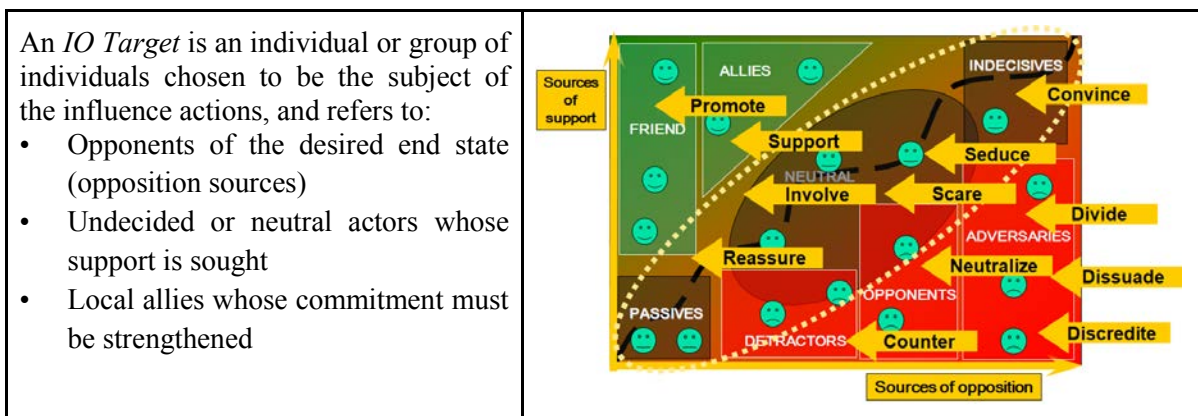 An IO Target is an individual or group of
individuals chosen to be the subject of
the influence actions, and refers to:
• Opponents of the desired end state
(opposition sources)
• Undecided or neutral actors whose
support is sought
• Local allies whose commitment must
be strengthened
Sources
of
support
ALLIES
INDECISIVES
Promote
Convince
FRIEND
Support
Seduce
NEUTRAL
Involve
Scare
Divide
ADVERSARIES
Reassure
Neutralize
Dissuade
OPPONENTS
PASSIVES
DETRACTORS
Counter
Discredite
Sources of opposition